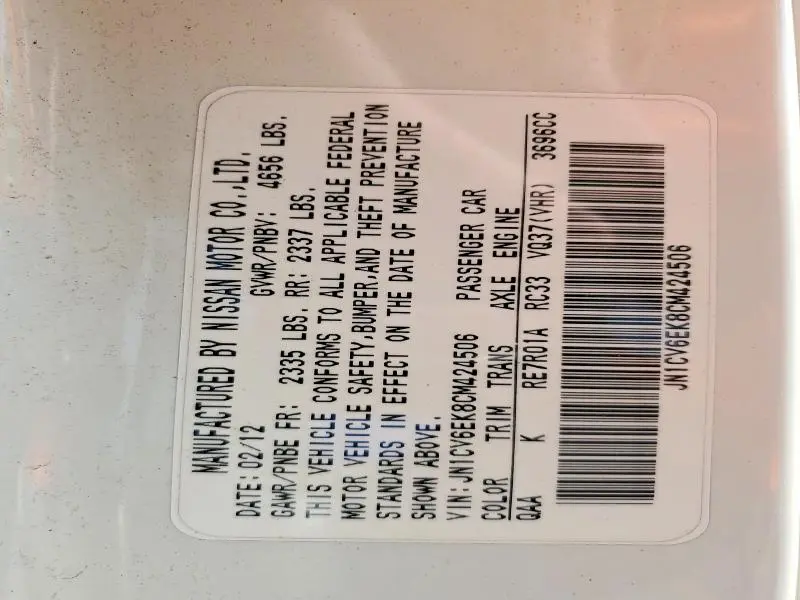 MANUFACTURED BY NISSAN MOTOR CO.,LTD.
DATE: 02/12 GVWR/PNBV: 4656 LBS.
GAWR/PNBE FR: 2335 LBS. RR: 2337 LBS.
THIS VEHICLE CONFORMS TO ALL APPLICABLE FEDERAL
MOTOR VEHICLE SAFETY,BUMPER,AND THEFT PREVENTION
STANDARDS IN EFFECT ON THE DATE OF MANUFACTURE
SHOWN ABOVE.
VIN:JN1CV6EK8CM424506 PASSENGER CAR
COLOR TRIM TRANS AXLE ENGINE
QAA K RE7R01A RC33 VQ37(VHR) 3696CC
JN1CV6EK8CM424506